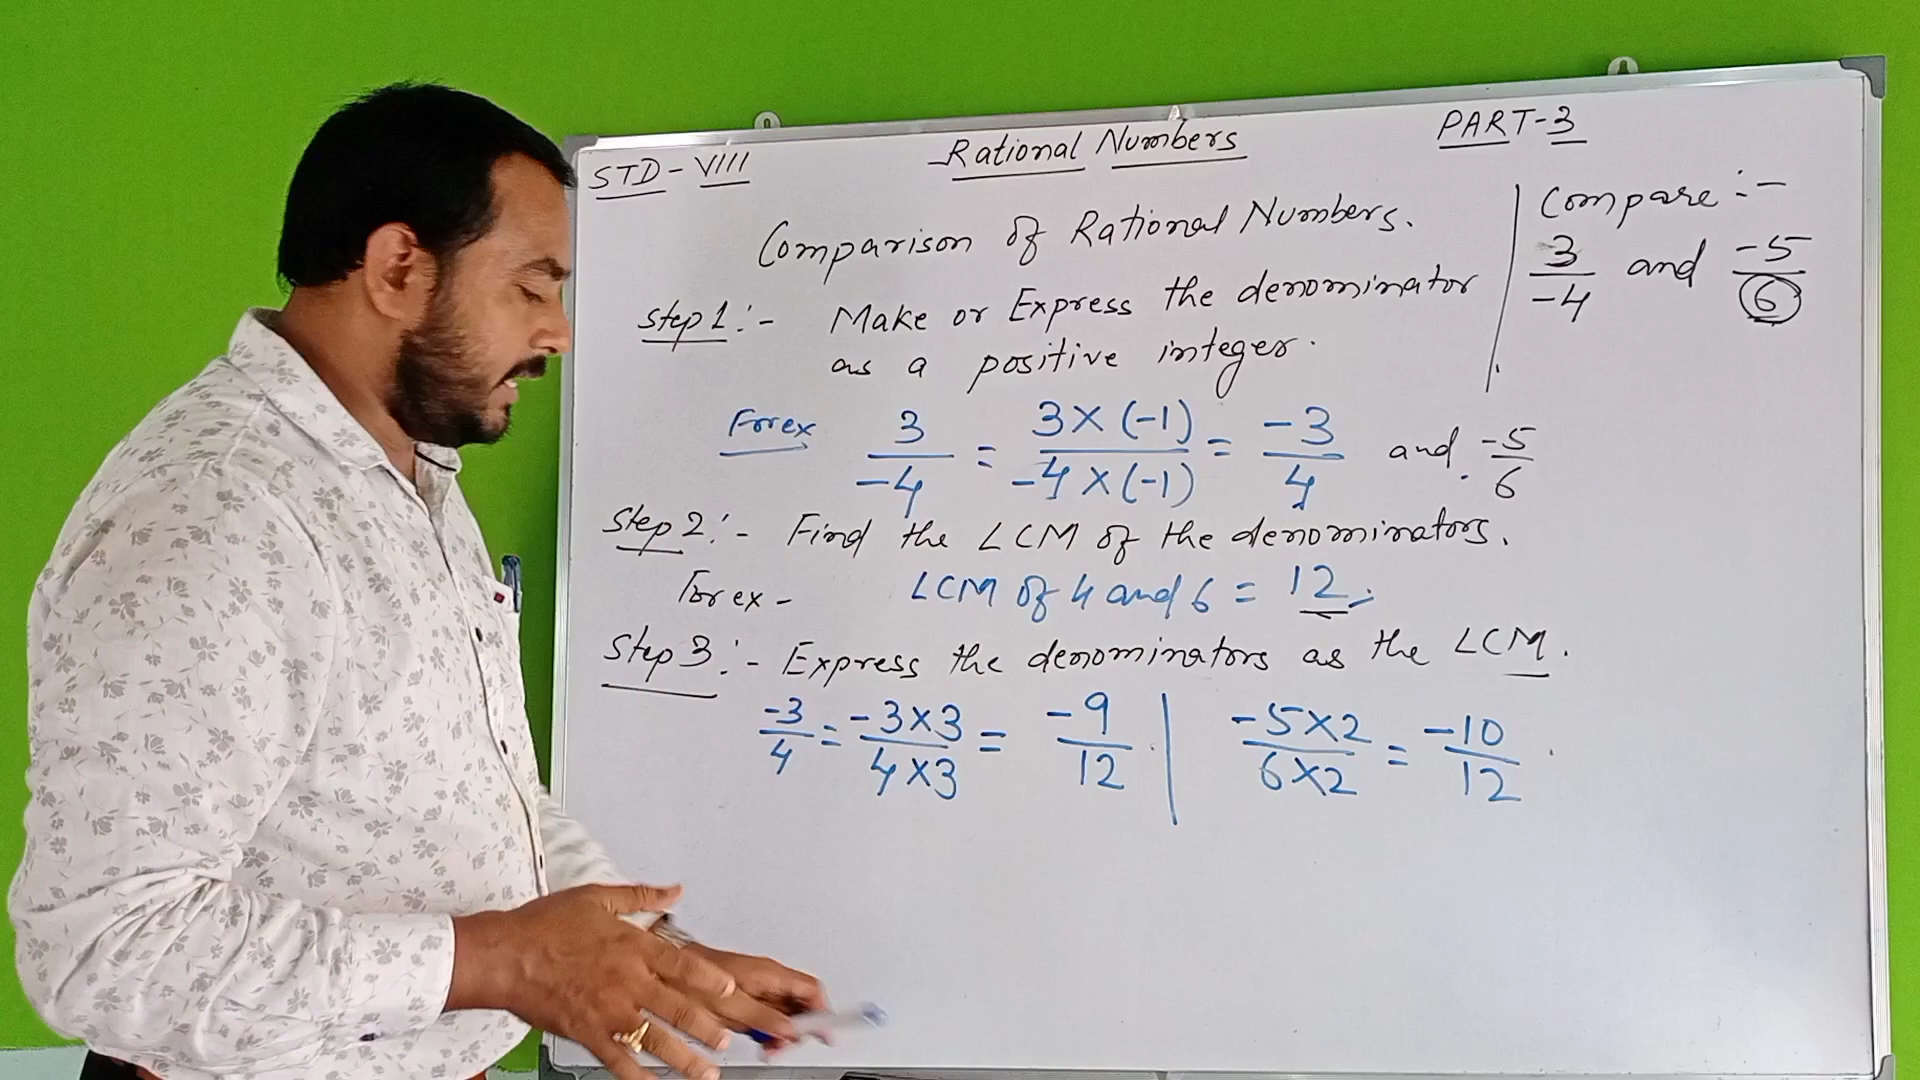 STD - VIII
Rational Numbers
PART-3
Comparison of Rational Numbers.
Compare :-
3/-4 and -5/6
Step 1 :- Make or Express the denominator
as a positive integer.
For ex 3/-4 = 3×(-1)/-4×(-1) = -3/4 and -5/6
Step 2 :- Find the LCM of the denominators.
For ex - LCM of 4 and 6 = 12
Step 3 :- Express the denominators as the LCM.
-3/4 = -3×3/4×3 = -9/12 | -5×2/6×2 = -10/12